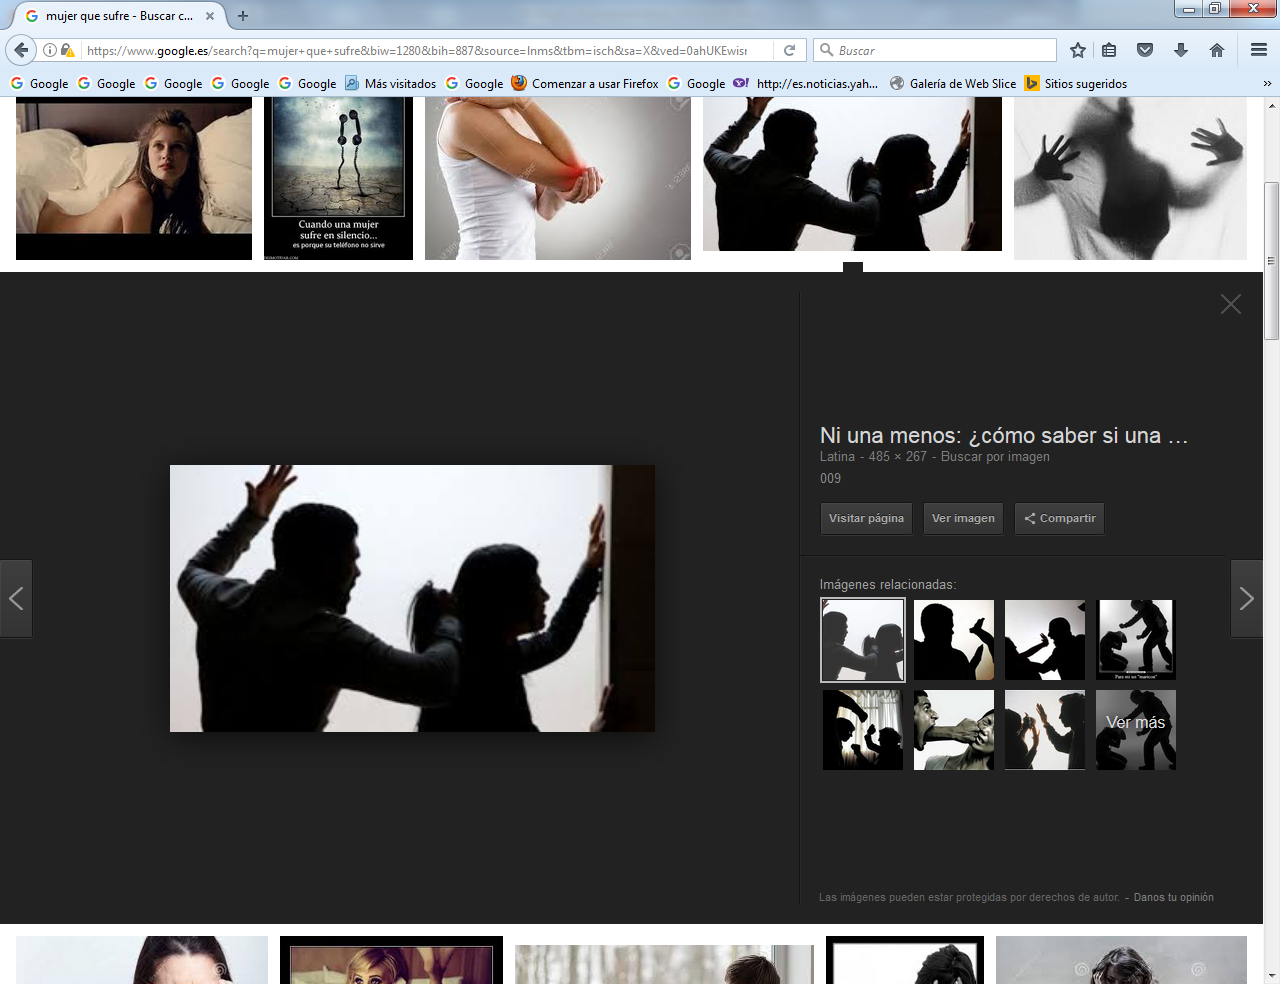 mujer que sufre - Buscar c...
https://www.google.es/search?q=mujer+que+sufre&biw=1280&bih=887&source=lnms&tbm=isch&sa=X&ved=0ahUKEwisr
Buscar
Google
Google
Google
Google
Google
Más visitados
Google
Comenzar a usar Firefox
Google
http://es.noticias.yah...
Galería de Web Slice
Sitios sugeridos
Cuando una mujer
sufre en silencio...
es porque su teléfono no sirve
Ni una menos: ¿cómo saber si una ...
Latina - 485 × 267 - Buscar por imagen
009
Visitar página
Ver imagen
Compartir
Imágenes relacionadas:
Ver más
Las imágenes pueden estar protegidas por derechos de autor. - Danos tu opinión